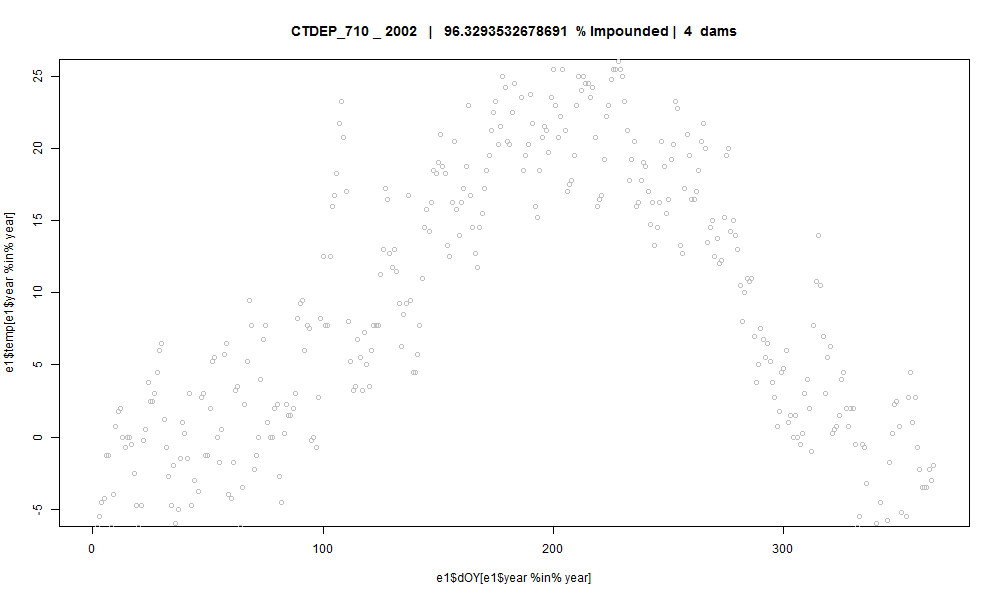 CTDEP_710 _ 2002 | 96.3293532678691 % Impounded | 4 dams
e1$temp[e1$year %in% year]
25
20
15
10
5
0
-5
0 100 200 300
e1$dOY[e1$year %in% year]